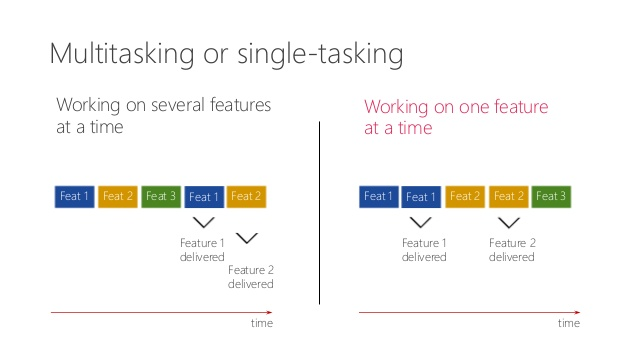 Multitasking or single-tasking
Working on several features
at a time
Feat 1 Feat 2 Feat 3 Feat 1 Feat 2
Feature 1
delivered
Feature 2
delivered
time
Working on one feature
at a time
Feat 1 Feat 1 Feat 2 Feat 2 Feat 3
Feature 1
delivered
Feature 2
delivered
time